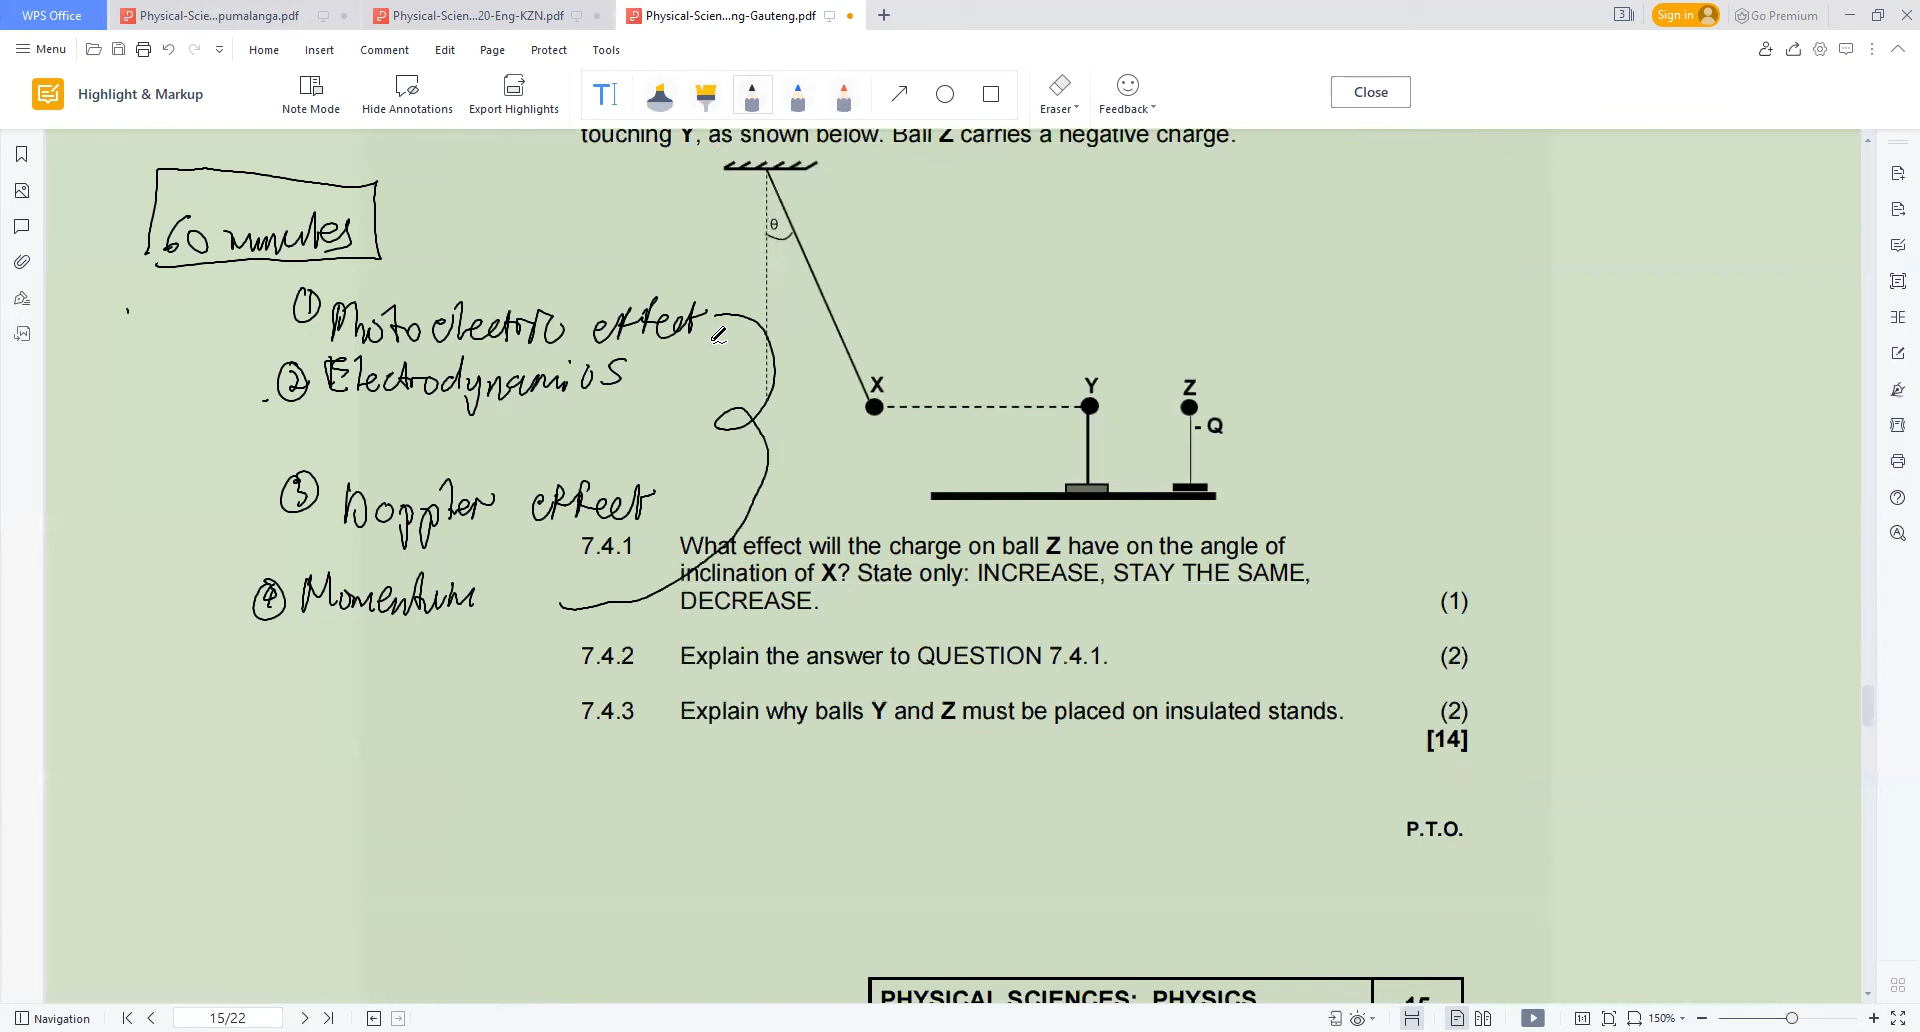 WPS Office
Physical-Scie...pumalanga.pdf
Physical-Scien...20-Eng-KZN.pdf
Physical-Scien...ng-Gauteng.pdf
3
Sign in
Go Premium
Menu
Home Insert Comment Edit Page Protect Tools
Highlight & Markup
Note Mode
Hide Annotations
Export Highlights
T
Eraser
Feedback
Close
touching Y, as shown below. Ball Z carries a negative charge.
60 minutes
θ
① Photo electric effect
② Electrodynamics
X
Y
Z
- Q
③ Doppler effect
④ Momentum
7.4.1 What effect will the charge on ball Z have on the angle of
inclination of X? State only: INCREASE, STAY THE SAME,
DECREASE. (1)
7.4.2 Explain the answer to QUESTION 7.4.1. (2)
7.4.3 Explain why balls Y and Z must be placed on insulated stands. (2)
[14]
P.T.O.
PHYSICAL SCIENCES: PHYSICS 15
Navigation
15/22
1:1
150%